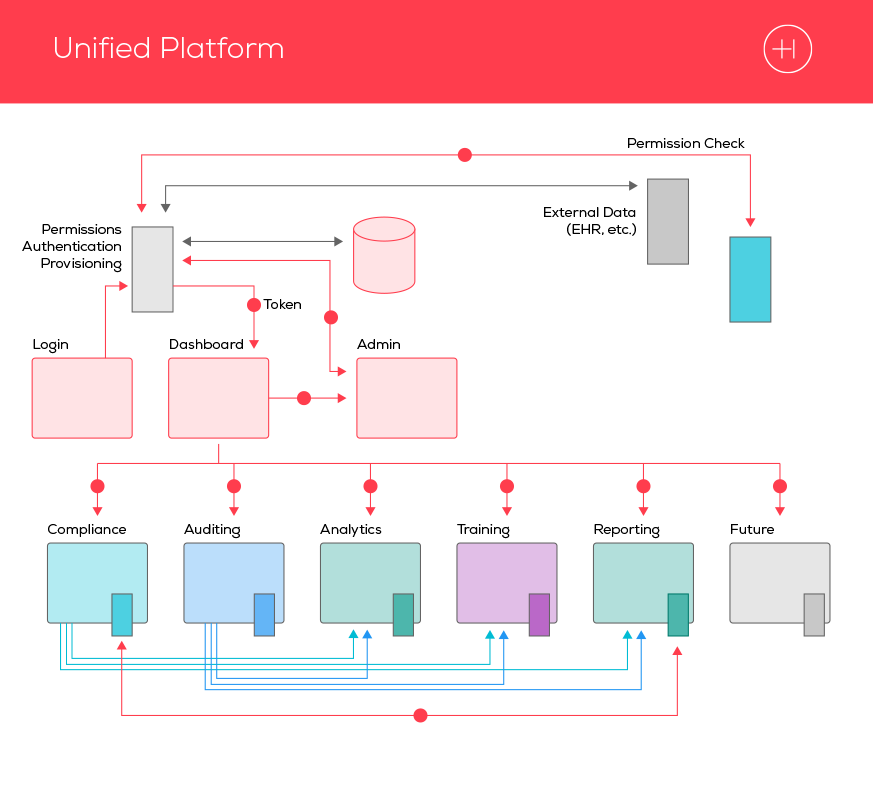 Unified Platform
Permission Check
External Data
(EHR, etc.)
Permissions
Authentication
Provisioning
Token
Login
Dashboard
Admin
Compliance
Auditing
Analytics
Training
Reporting
Future